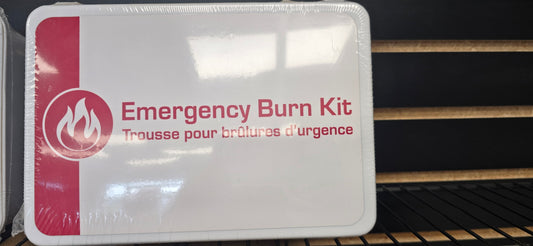 Emergency Burn Kit
Trousse pour brûlures d'urgence